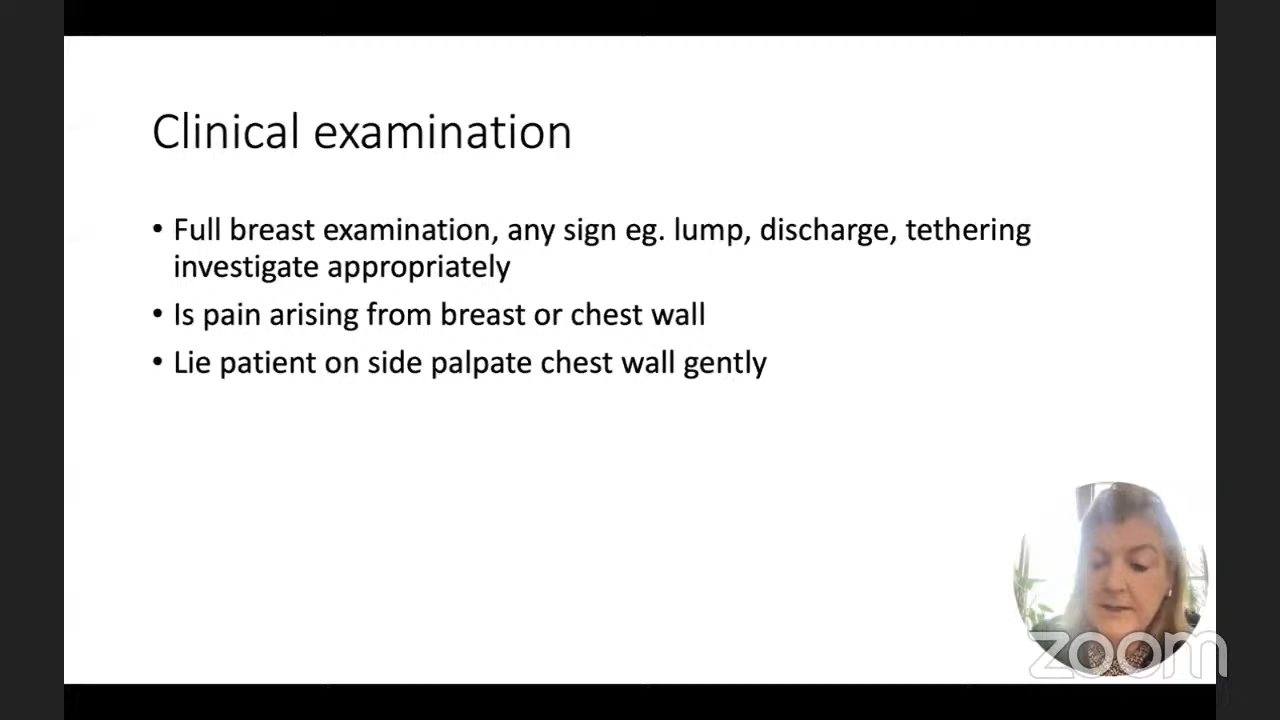 Clinical examination
• Full breast examination, any sign eg. lump, discharge, tethering
investigate appropriately
• Is pain arising from breast or chest wall
• Lie patient on side palpate chest wall gently
zoom